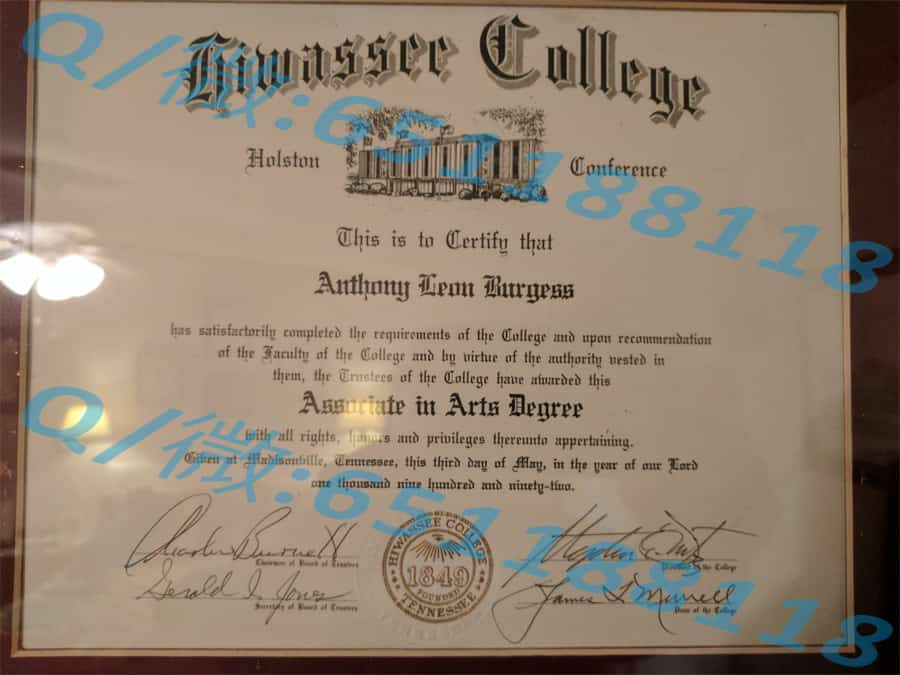 Hiwassee College
Holston Conference
This is to Certify that
Anthony Leon Burgess
has satisfactorily completed the requirements of the College and upon recommendation
of the Faculty of the College and by virtue of the authority vested in
them, the Trustees of the College have awarded this
Associate in Arts Degree
with all rights, honors and privileges thereunto appertaining.
Given at Madisonville, Tennessee, this third day of May, in the year of our Lord
one thousand nine hundred and ninety-two.
Chairman of Board of Trustees
President of the College
Gerald G. Jones
Secretary of Board of Trustees
James
Dean of the College
HIWASSEE COLLEGE
1849
FOUNDED
TENNESSEE
Q/微:651188118
Q/微:651188118